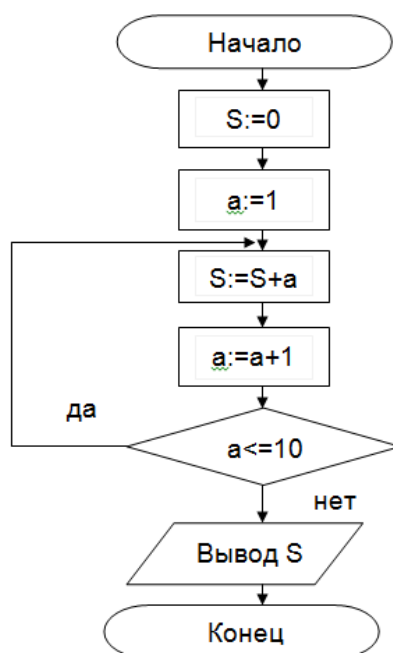 Начало
S:=0
a:=1
S:=S+a
a:=a+1
да
a<=10
нет
Вывод S
Конец